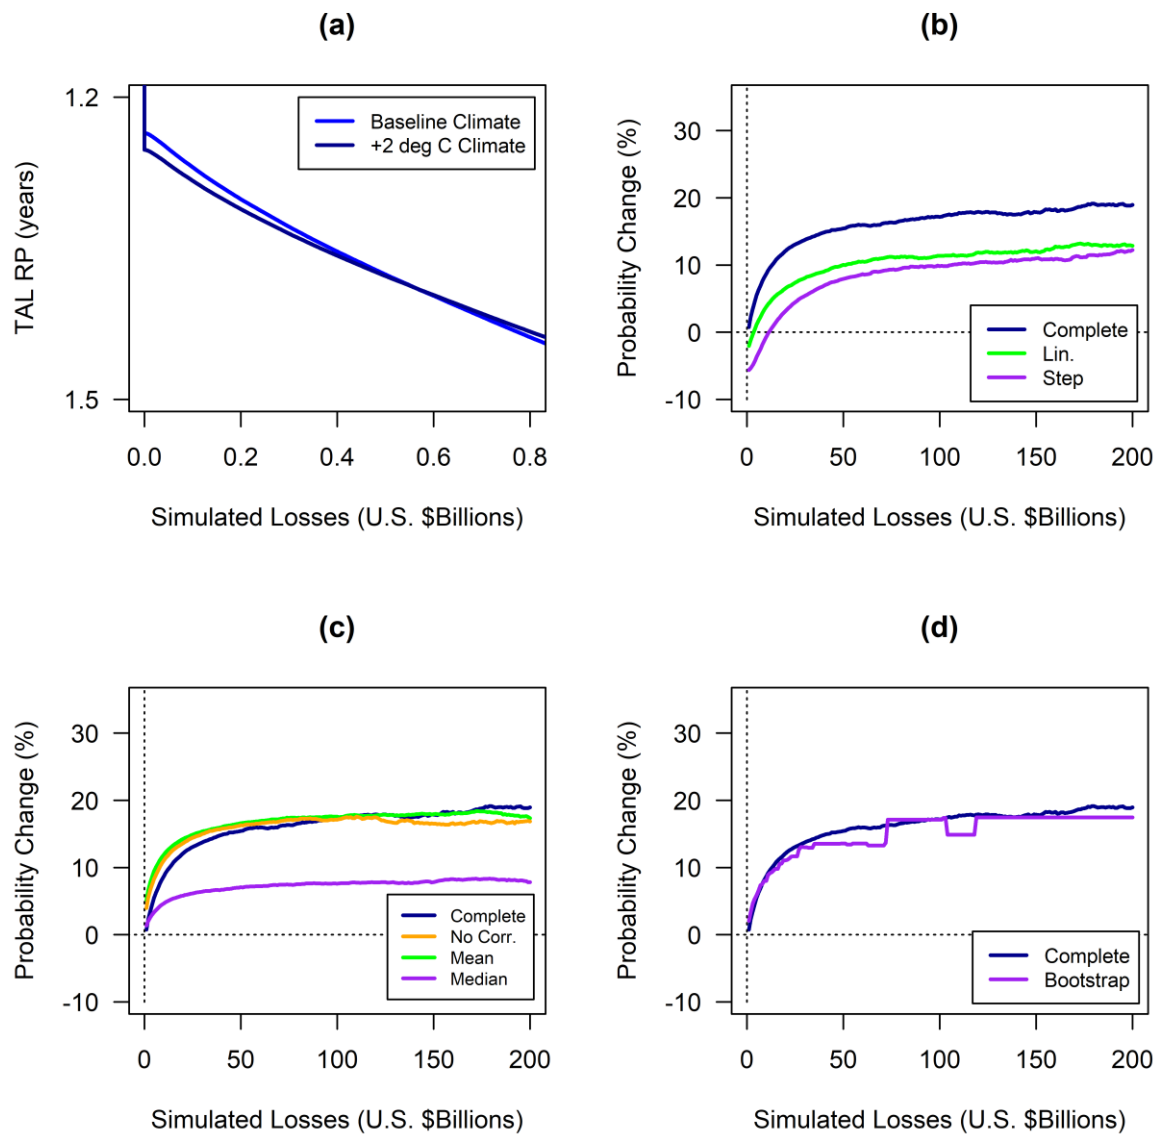 (a)
1.2
1.5
TAL RP (years)
Baseline Climate
+2 deg C Climate
0.0 0.2 0.4 0.6 0.8
Simulated Losses (U.S. $Billions)
(b)
30
20
10
0
-10
Probability Change (%)
Complete
Lin.
Step
0 50 100 150 200
Simulated Losses (U.S. $Billions)
(c)
30
20
10
0
-10
Probability Change (%)
Complete
No Corr.
Mean
Median
0 50 100 150 200
Simulated Losses (U.S. $Billions)
(d)
30
20
10
0
-10
Probability Change (%)
Complete
Bootstrap
0 50 100 150 200
Simulated Losses (U.S. $Billions)